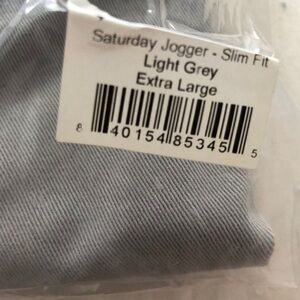 Saturday Jogger - Slim Fit
Light Grey
Extra Large
8 40154 85345 5